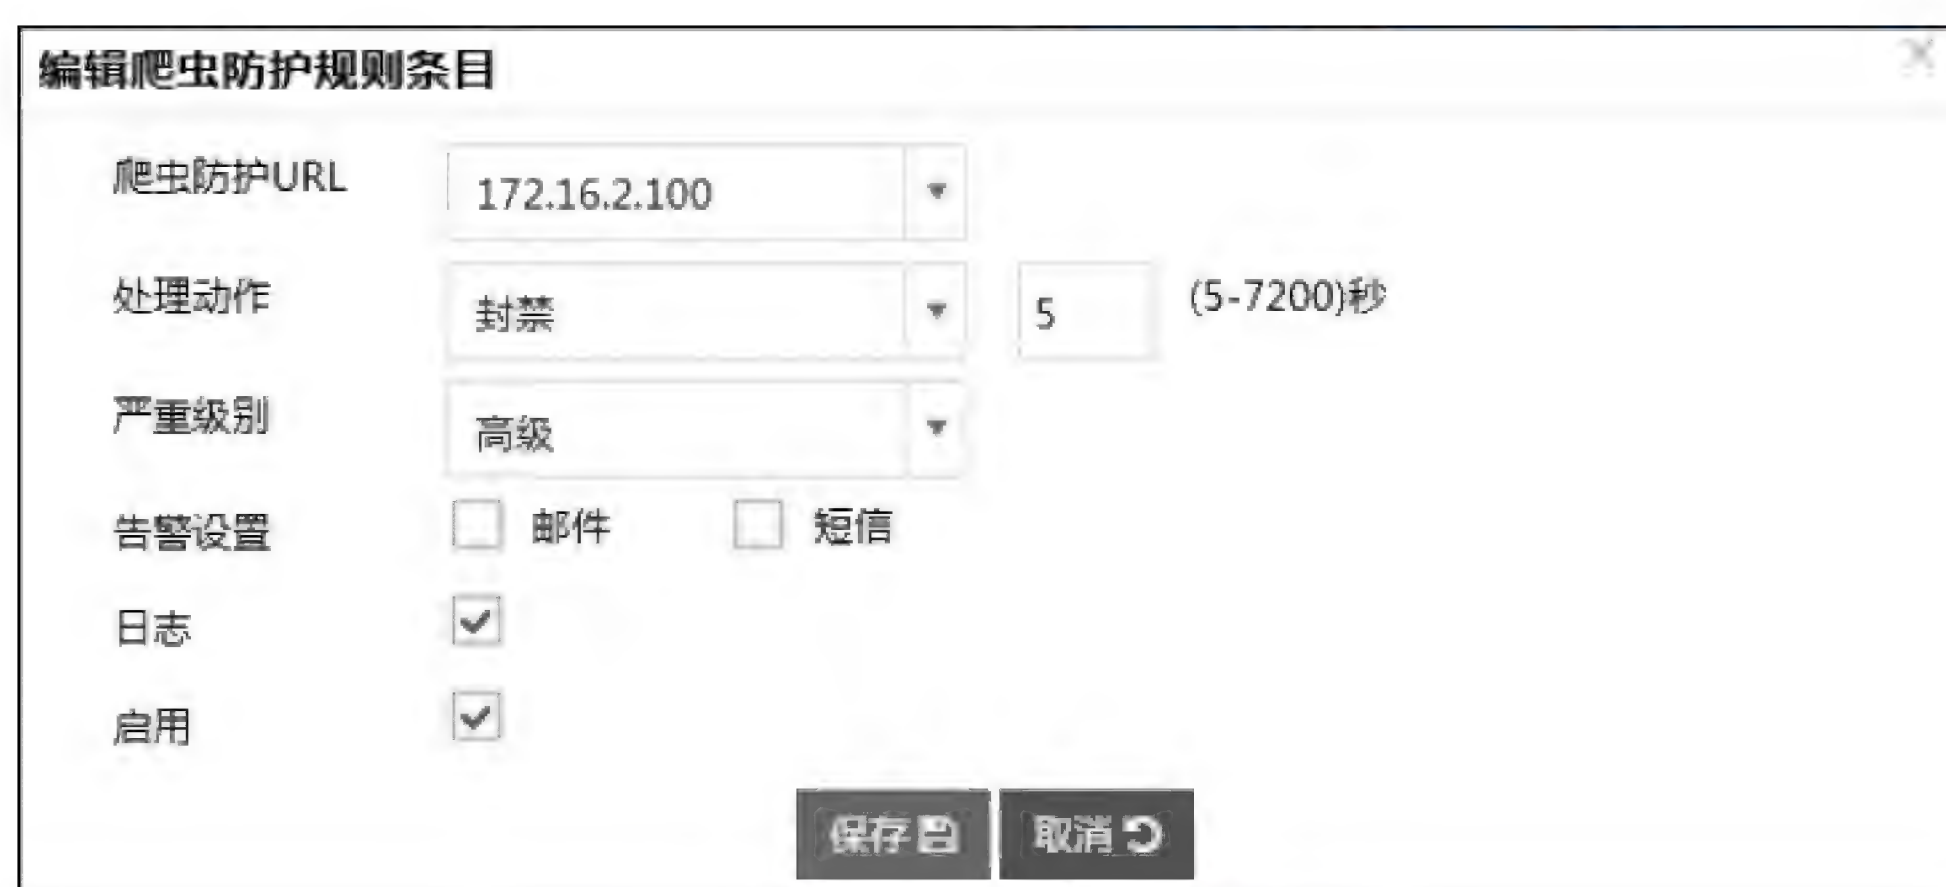 编辑爬虫防护规则条目
爬虫防护URL 172.16.2.100
处理动作 封禁 5 (5-7200)秒
严重级别 高级
告警设置 邮件 短信
日志
启用
保存 取消